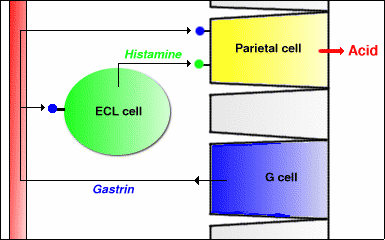 Parietal cell
Acid
Histamine
ECL cell
G cell
Gastrin